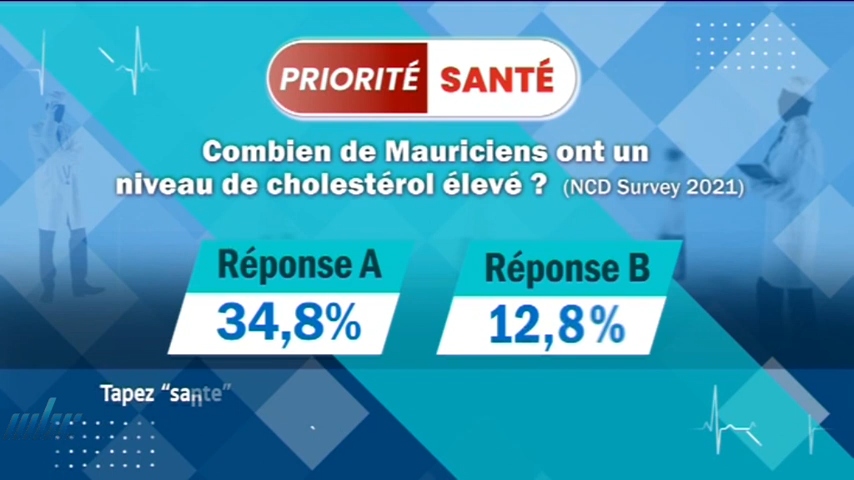 PRIORITÉ SANTÉ
Combien de Mauriciens ont un
niveau de cholestérol élevé ? (NCD Survey 2021)
Réponse A
Réponse B
34,8%
12,8%
Tapez “sante”